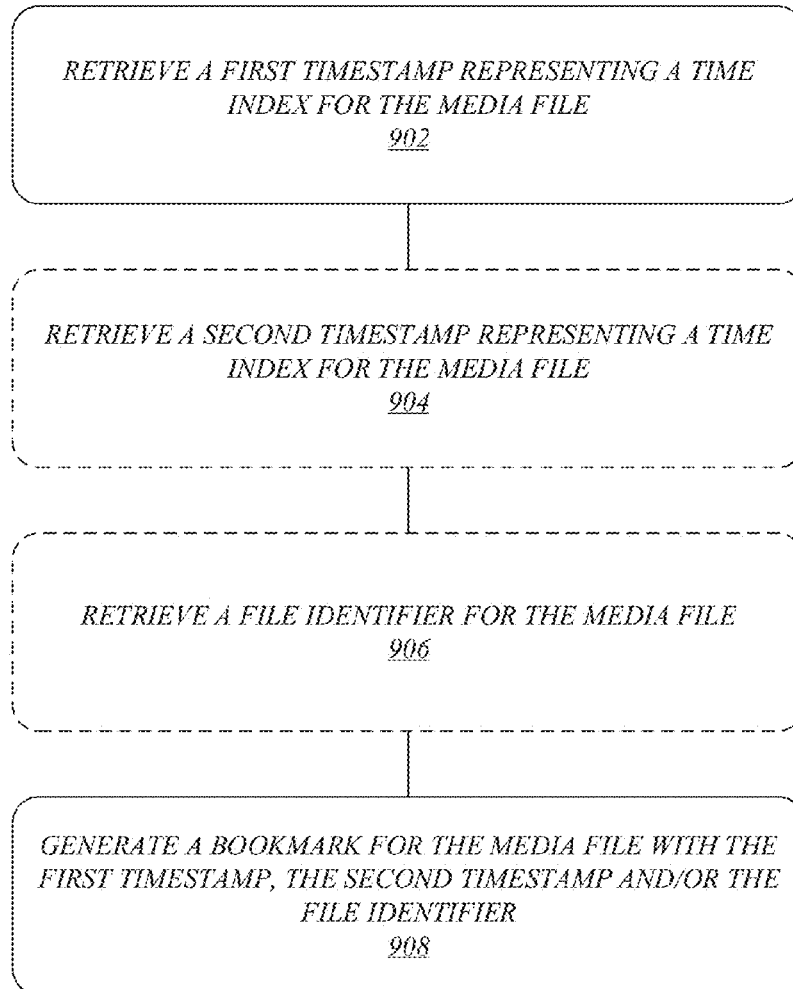 RETRIEVE A FIRST TIMESTAMP REPRESENTING A TIME
INDEX FOR THE MEDIA FILE
902
RETRIEVE A SECOND TIMESTAMP REPRESENTING A TIME
INDEX FOR THE MEDIA FILE
904
RETRIEVE A FILE IDENTIFIER FOR THE MEDIA FILE
906
GENERATE A BOOKMARK FOR THE MEDIA FILE WITH THE
FIRST TIMESTAMP, THE SECOND TIMESTAMP AND/OR THE
FILE IDENTIFIER
908